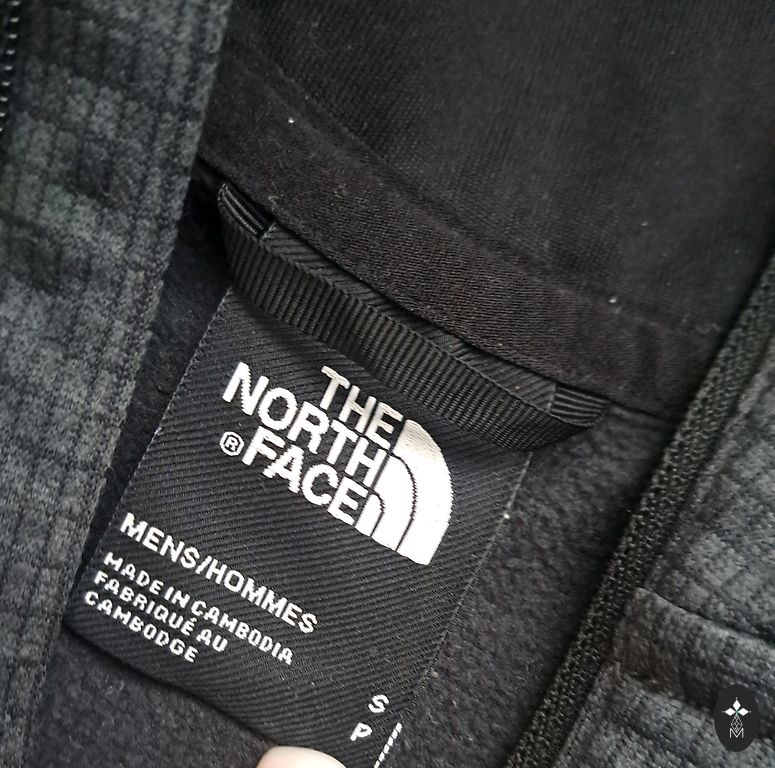 THE
NORTH
® FACE
MENS/HOMMES
MADE IN CAMBODIA
FABRIQUÉ AU
CAMBODGE
S
P
M